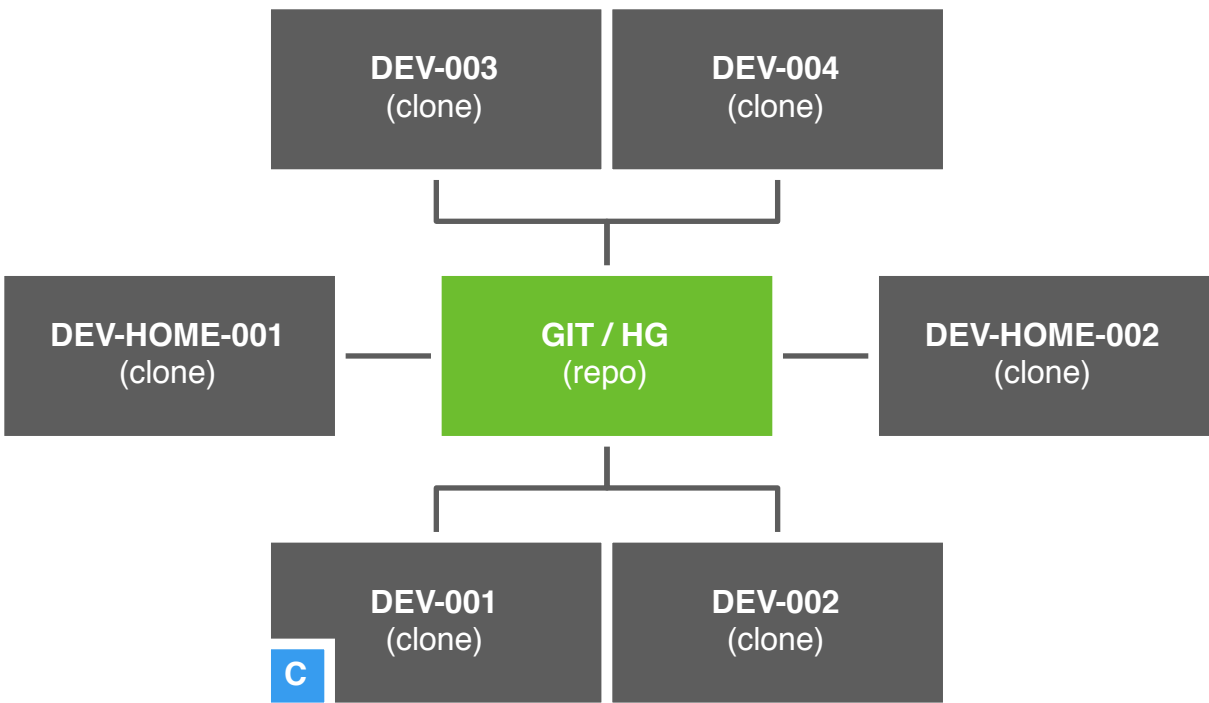 DEV-003
(clone)
DEV-004
(clone)
DEV-HOME-001
(clone)
GIT / HG
(repo)
DEV-HOME-002
(clone)
DEV-001
(clone)
DEV-002
(clone)
C